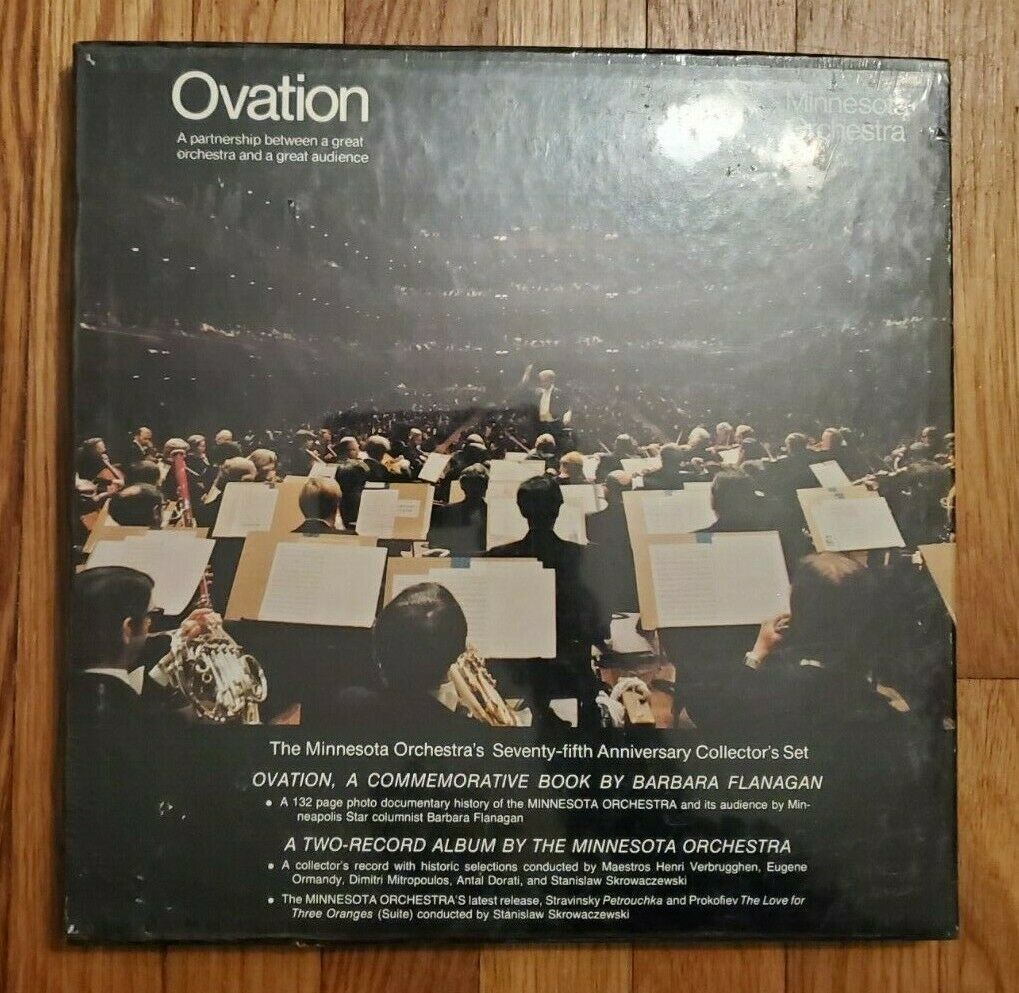 Ovation
A partnership between a great
orchestra and a great audience
Minnesota
Orchestra
The Minnesota Orchestra's Seventy-fifth Anniversary Collector's Set
OVATION, A COMMEMORATIVE BOOK BY BARBARA FLANAGAN
• A 132 page photo documentary history of the MINNESOTA ORCHESTRA and its audience by Min-
neapolis Star columnist Barbara Flanagan
A TWO-RECORD ALBUM BY THE MINNESOTA ORCHESTRA
• A collector's record with historic selections conducted by Maestros Henri Verbrugghen, Eugene
Ormandy, Dimitri Mitropoulos, Antal Dorati, and Stanislaw Skrowaczewski
• The MINNESOTA ORCHESTRA'S latest release, Stravinsky Petrouchka and Prokofiev The Love for
Three Oranges (Suite) conducted by Stanislaw Skrowaczewski